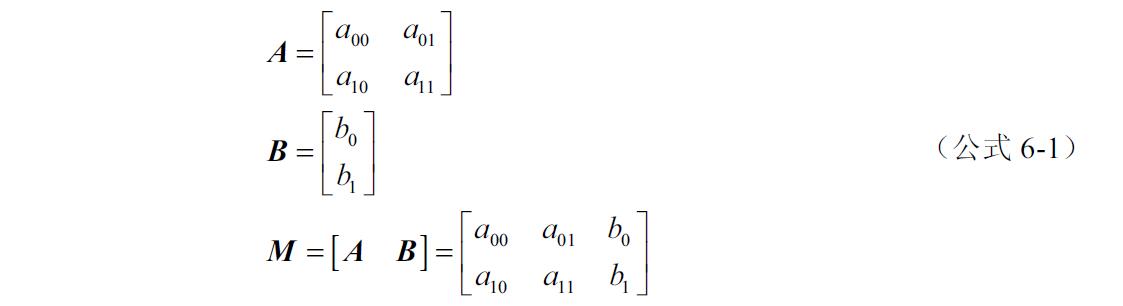 A = [ a00 a01
a10 a11 ]
B = [ b0
b1 ]
（公式 6-1）
M = [ A B ] = [ a00 a01 b0
a10 a11 b1 ]